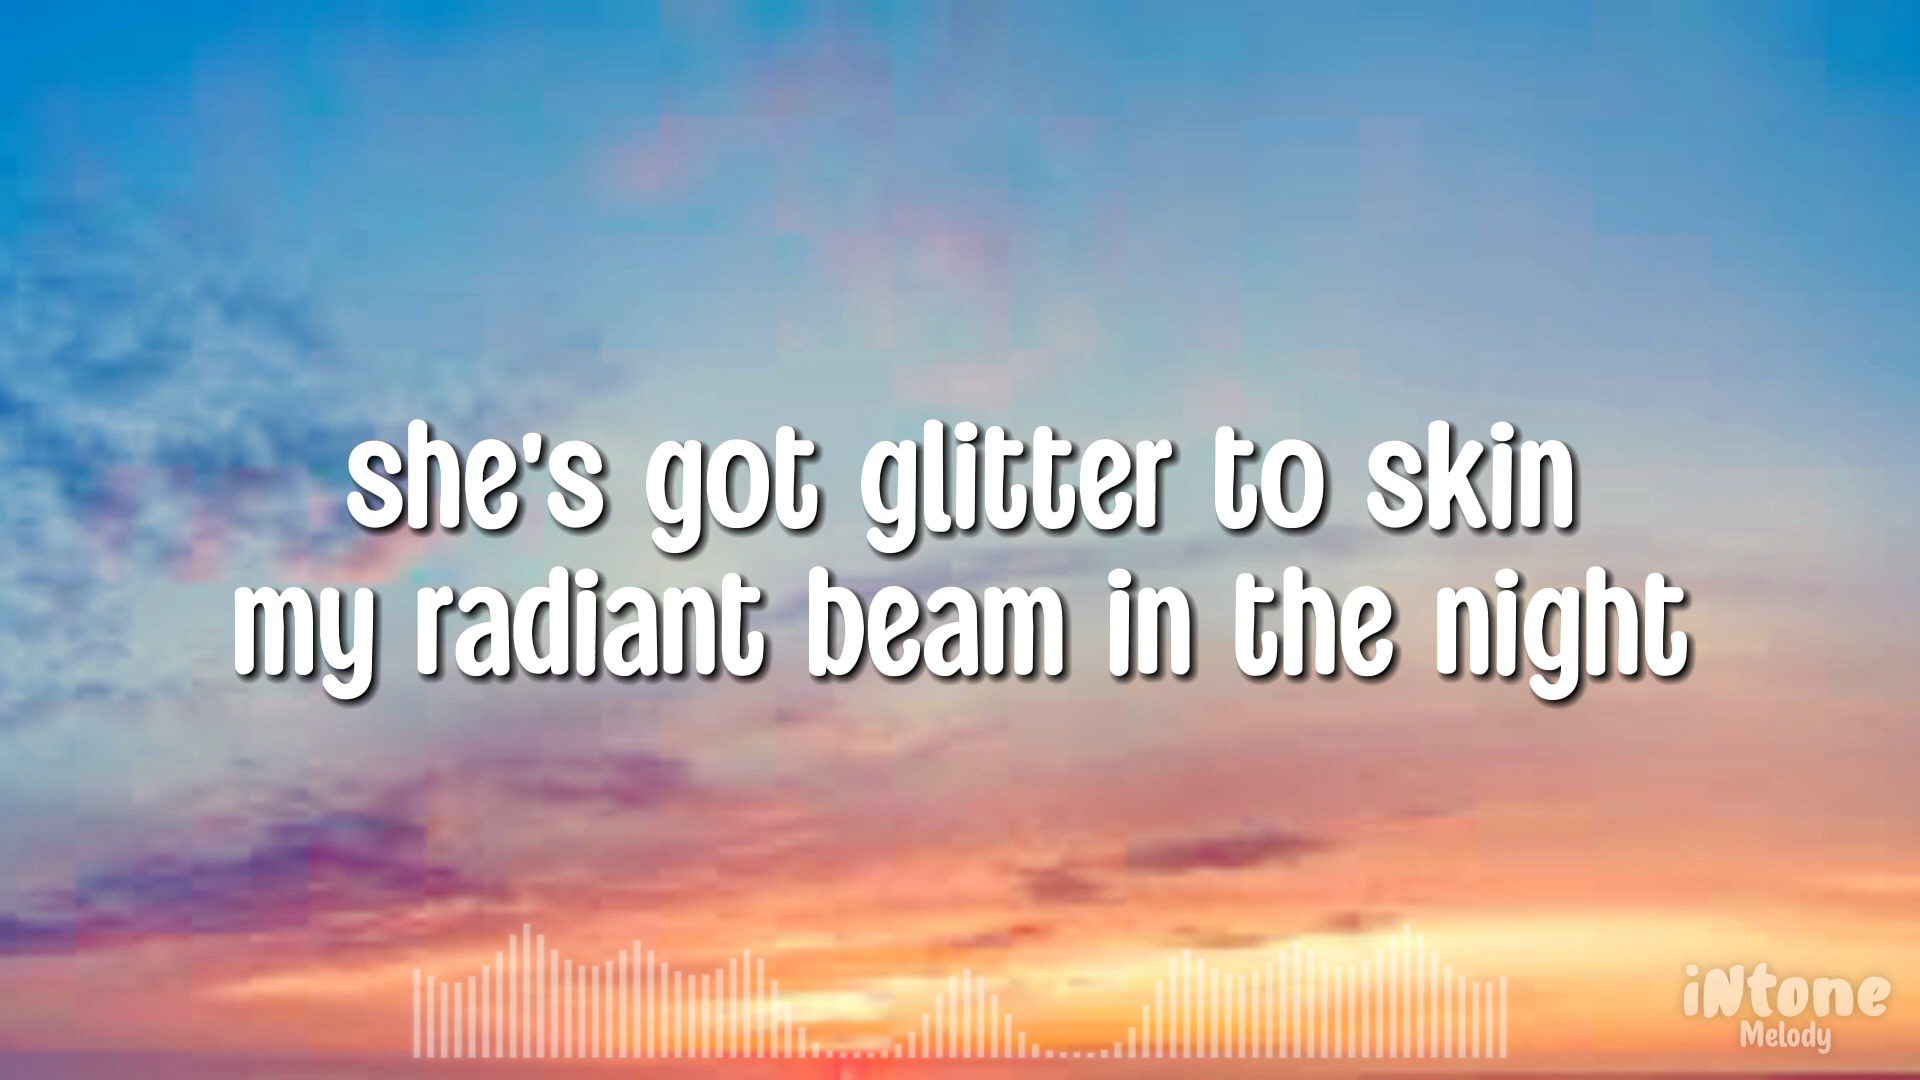 she's got glitter to skin
my radiant beam in the night
iNtone
Melody